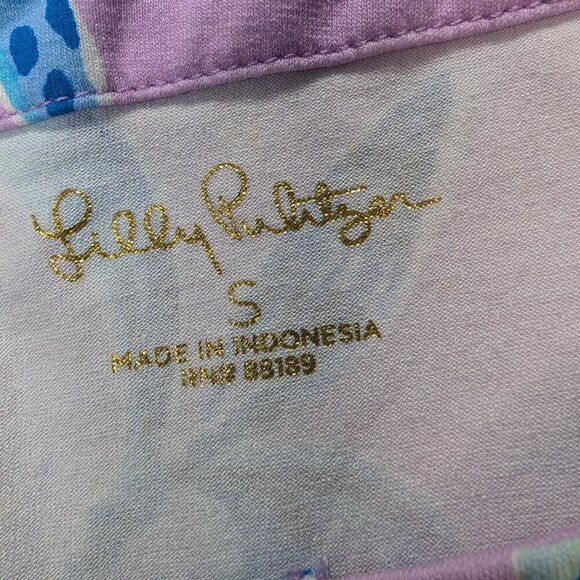 Lilly Pulitzer
S
MADE IN INDONESIA
RN# 88189